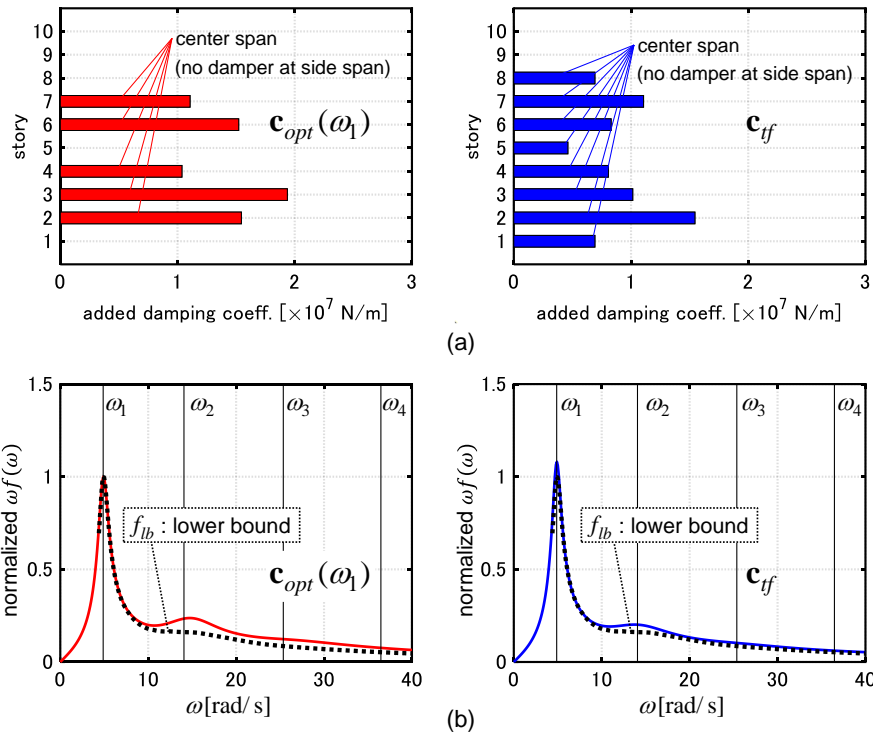 10
9
8
7
6
5
4
3
2
1
story
center span
(no damper at side span)
c_opt(ω₁)
0 1 2 3
added damping coeff. [×10⁷ N/m]
10
9
8
7
6
5
4
3
2
1
story
center span
(no damper at side span)
c_tf
0 1 2 3
added damping coeff. [×10⁷ N/m]
(a)
1.5
1
0.5
0
normalized ωf(ω)
ω₁ ω₂ ω₃ ω₄
f_lb : lower bound
c_opt(ω₁)
0 10 20 30 40
ω[rad/s]
1.5
1
0.5
0
normalized ωf(ω)
ω₁ ω₂ ω₃ ω₄
f_lb : lower bound
c_tf
0 10 20 30 40
ω[rad/s]
(b)